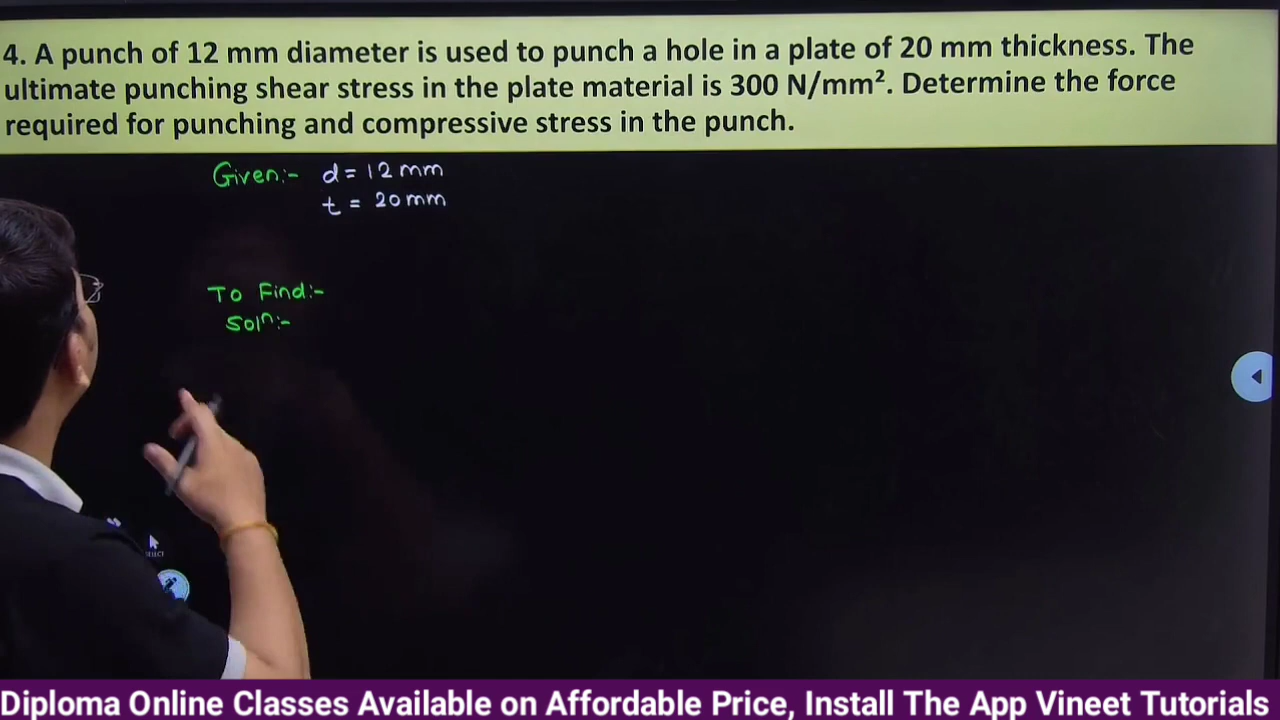 4. A punch of 12 mm diameter is used to punch a hole in a plate of 20 mm thickness. The
ultimate punching shear stress in the plate material is 300 N/mm². Determine the force
required for punching and compressive stress in the punch.
Given:- d = 12 mm
t = 20 mm
To Find:-
Solⁿ:-
SELECT
Diploma Online Classes Available on Affordable Price, Install The App Vineet Tutorials